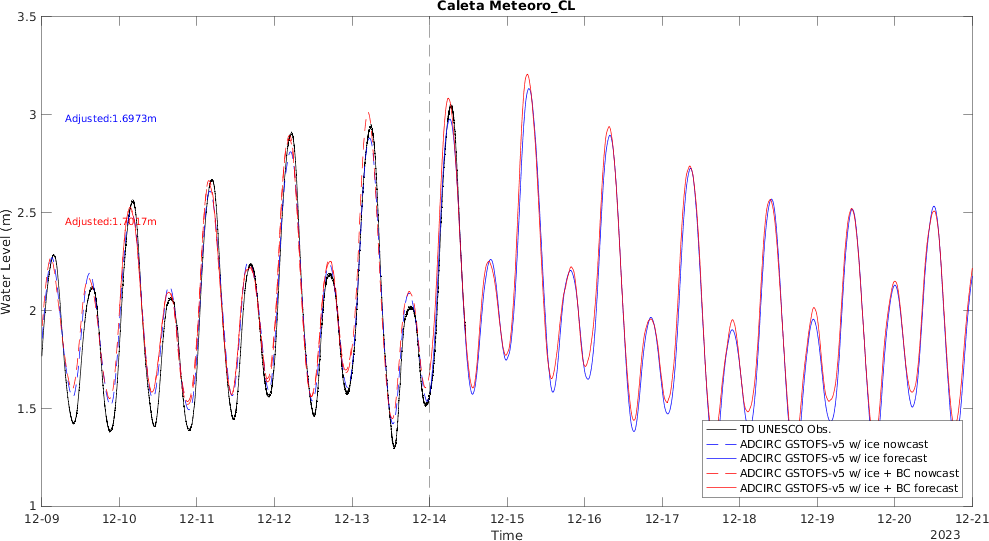 Caleta Meteoro_CL
3.5
3
2.5
2
1.5
1
Water Level (m)
Adjusted:1.6973m
Adjusted:1.7017m
TD UNESCO Obs.
ADCIRC GSTOFS-v5 w/ ice nowcast
ADCIRC GSTOFS-v5 w/ ice forecast
ADCIRC GSTOFS-v5 w/ ice + BC nowcast
ADCIRC GSTOFS-v5 w/ ice + BC forecast
12-09 12-10 12-11 12-12 12-13 12-14 12-15 12-16 12-17 12-18 12-19 12-20 12-21
Time
2023